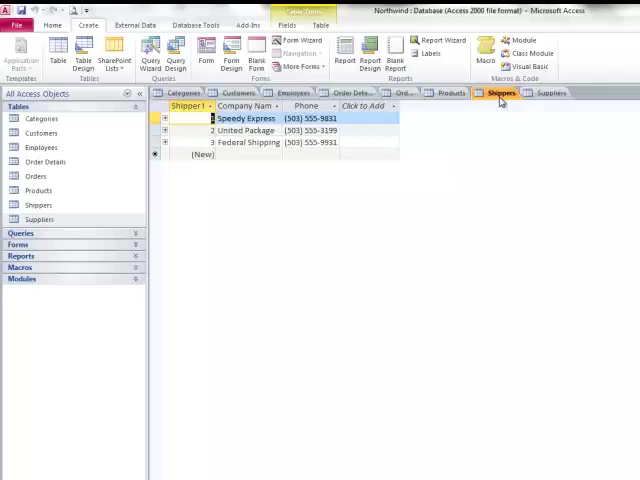 Table Tools
Northwind : Database (Access 2000 file format) - Microsoft Access
File Home Create External Data Database Tools Add-Ins Fields Table
Application Parts Table Table Design SharePoint Lists Query Wizard Query Design Form Form Design Blank Form Form Wizard Navigation More Forms Report Report Design Blank Report Report Wizard Labels Macro Module Class Module Visual Basic
Templates Tables Queries Forms Reports Macros & Code
All Access Objects «
Categories Customers Employees Order Deta... Ord... Products Shippers Suppliers
Tables
Categories
Customers
Employees
Order Details
Orders
Products
Shippers
Suppliers
Queries
Forms
Reports
Macros
Modules
Shipper I Company Nam Phone Click to Add
1 Speedy Express (503) 555-9831
2 United Package (503) 555-3199
3 Federal Shipping (503) 555-9931
(New)